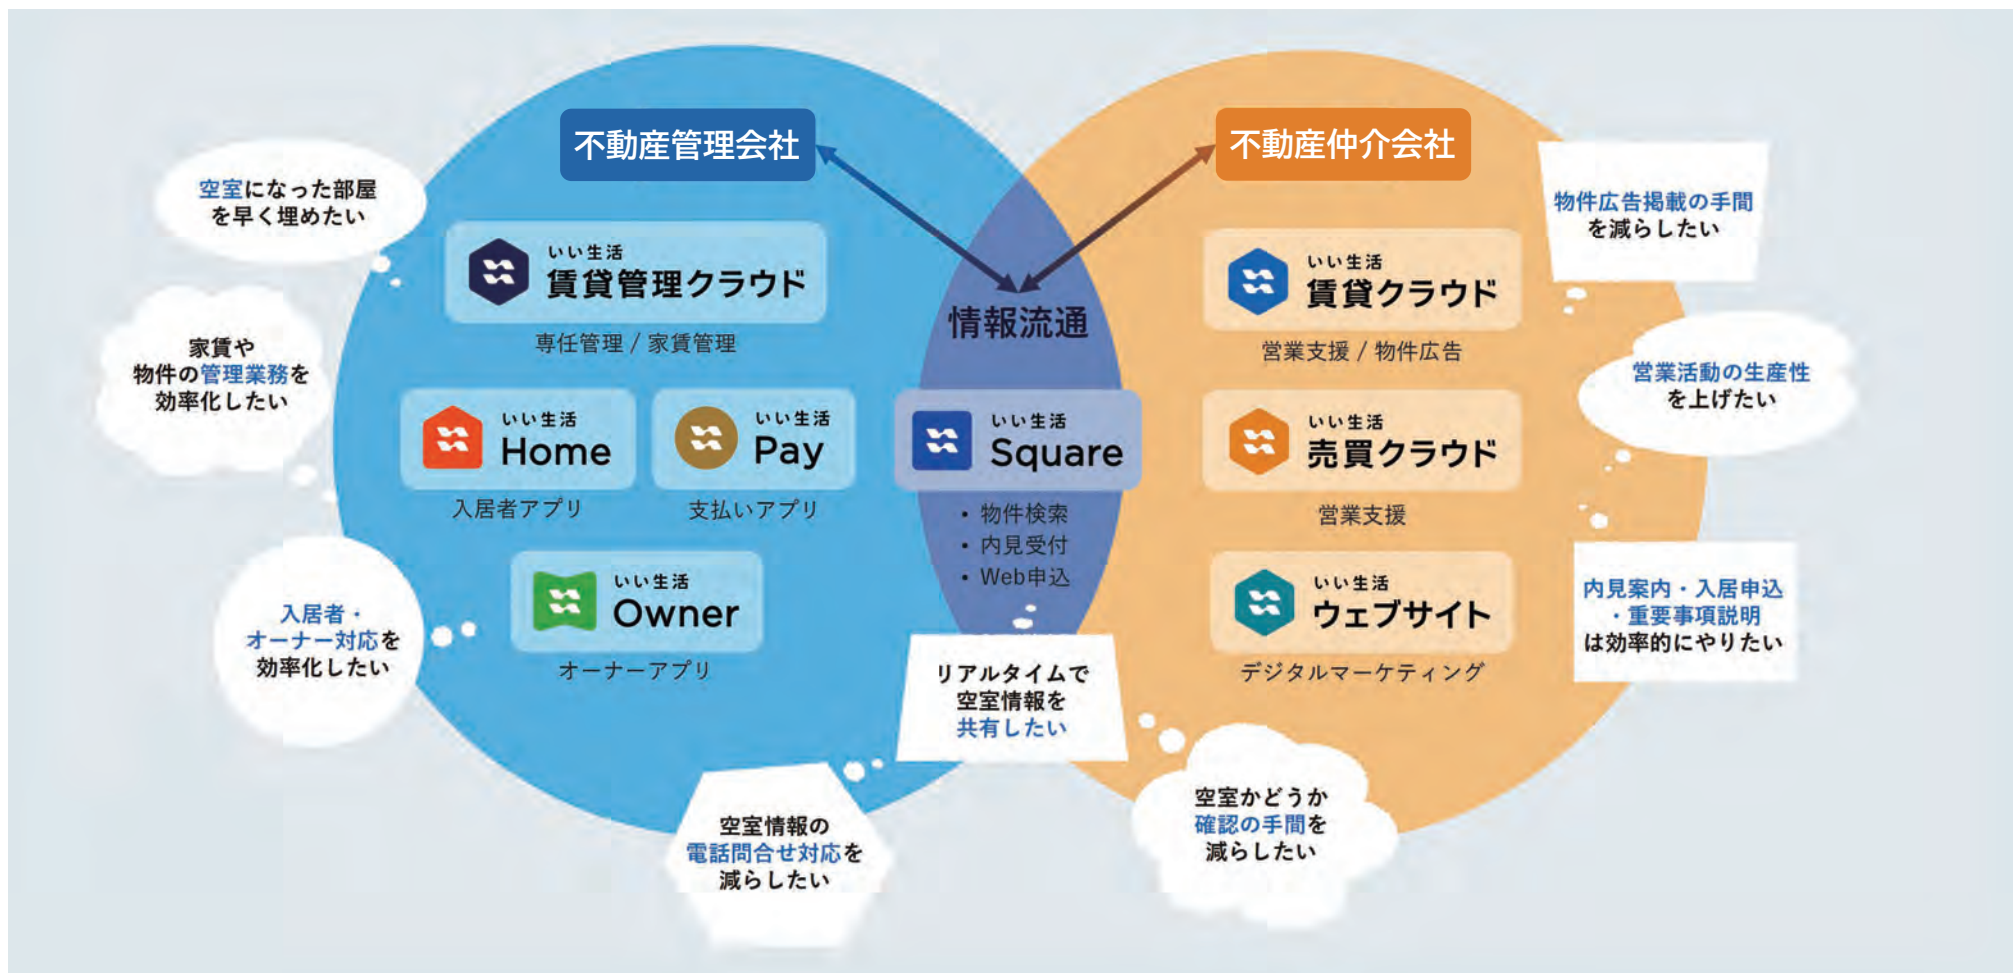 不動産管理会社
不動産仲介会社
空室になった部屋
を早く埋めたい
物件広告掲載の手間
を減らしたい
いい生活
賃貸管理クラウド
専任管理 / 家賃管理
情報流通
いい生活
賃貸クラウド
営業支援 / 物件広告
家賃や
物件の管理業務を
効率化したい
営業活動の生産性
を上げたい
いい生活
Home
入居者アプリ
いい生活
Pay
支払いアプリ
いい生活
Square
• 物件検索
• 内見受付
• Web申込
いい生活
売買クラウド
営業支援
入居者・
オーナー対応を
効率化したい
いい生活
Owner
オーナーアプリ
いい生活
ウェブサイト
デジタルマーケティング
内見案内・入居申込
・重要事項説明
は効率的にやりたい
リアルタイムで
空室情報を
共有したい
空室情報の
電話問合せ対応を
減らしたい
空室かどうか
確認の手間を
減らしたい